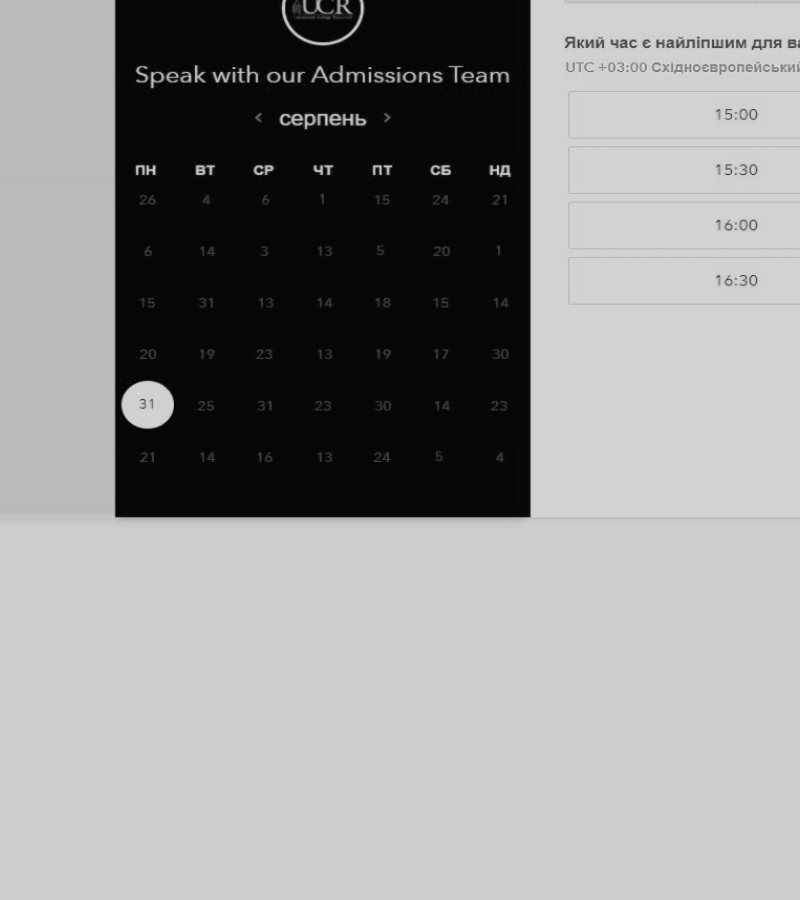 UCR
Speak with our Admissions Team
< серпень >
ПН ВТ СР ЧТ ПТ СБ НД
26 4 6 1 15 24 21
6 14 3 13 5 20 1
15 31 13 14 18 15 14
20 19 23 13 19 17 30
31 25 31 23 30 14 23
21 14 16 13 24 5 4
Який час є найліпшим для
UTC +03:00 Східноєвропейський
15:00
15:30
16:00
16:30